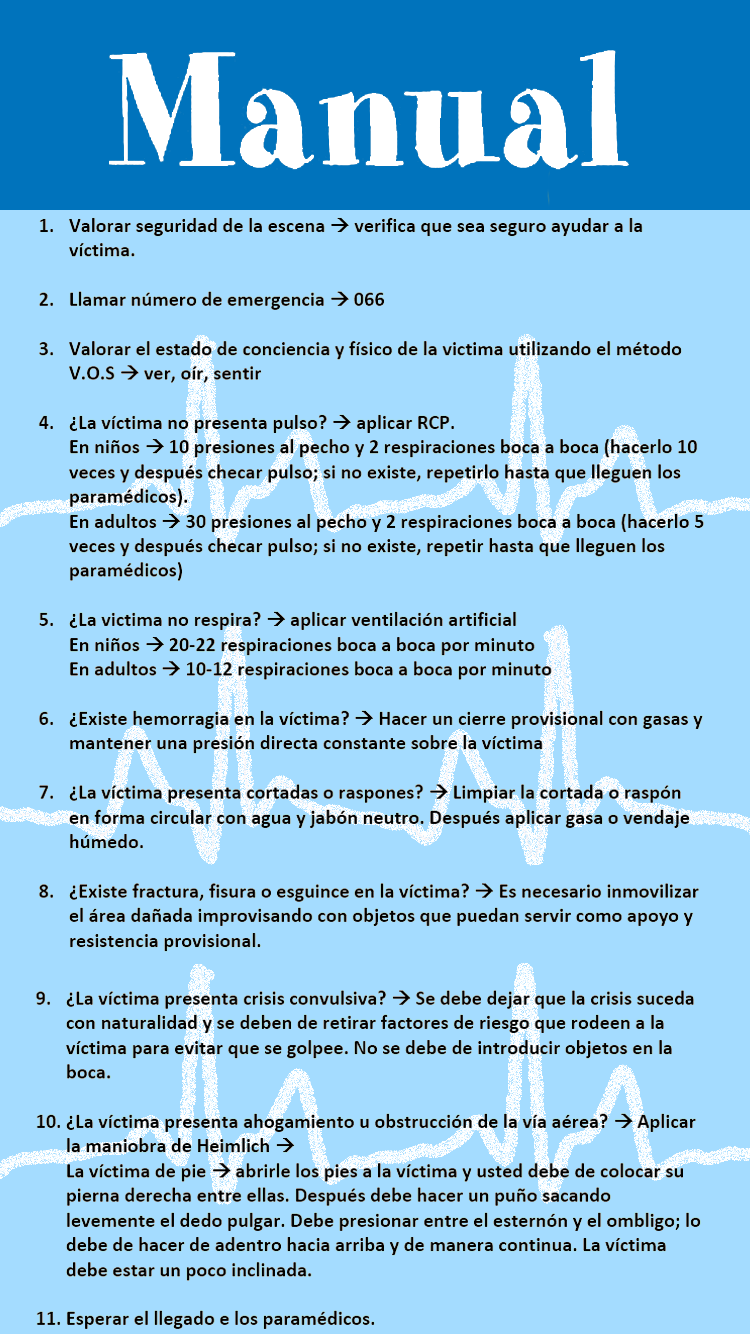 Manual
1. Valorar seguridad de la escena → verifica que sea seguro ayudar a la
víctima.
2. Llamar número de emergencia → 066
3. Valorar el estado de conciencia y físico de la victima utilizando el método
V.O.S → ver, oír, sentir
4. ¿La víctima no presenta pulso? → aplicar RCP.
En niños → 10 presiones al pecho y 2 respiraciones boca a boca (hacerlo 10
veces y después checar pulso; si no existe, repetirlo hasta que lleguen los
paramédicos).
En adultos → 30 presiones al pecho y 2 respiraciones boca a boca (hacerlo 5
veces y después checar pulso; si no existe, repetir hasta que lleguen los
paramédicos)
5. ¿La victima no respira? → aplicar ventilación artificial
En niños → 20-22 respiraciones boca a boca por minuto
En adultos → 10-12 respiraciones boca a boca por minuto
6. ¿Existe hemorragia en la víctima? → Hacer un cierre provisional con gasas y
mantener una presión directa constante sobre la víctima
7. ¿La víctima presenta cortadas o raspones? → Limpiar la cortada o raspón
en forma circular con agua y jabón neutro. Después aplicar gasa o vendaje
húmedo.
8. ¿Existe fractura, fisura o esguince en la víctima? → Es necesario inmovilizar
el área dañada improvisando con objetos que puedan servir como apoyo y
resistencia provisional.
9. ¿La víctima presenta crisis convulsiva? → Se debe dejar que la crisis suceda
con naturalidad y se deben de retirar factores de riesgo que rodeen a la
víctima para evitar que se golpee. No se debe de introducir objetos en la
boca.
10. ¿La víctima presenta ahogamiento u obstrucción de la vía aérea? → Aplicar
la maniobra de Heimlich →
La víctima de pie → abrirle los pies a la víctima y usted debe de colocar su
pierna derecha entre ellas. Después debe hacer un puño sacando
levemente el dedo pulgar. Debe presionar entre el esternón y el ombligo; lo
debe de hacer de adentro hacia arriba y de manera continua. La víctima
debe estar un poco inclinada.
11. Esperar el llegado e los paramédicos.